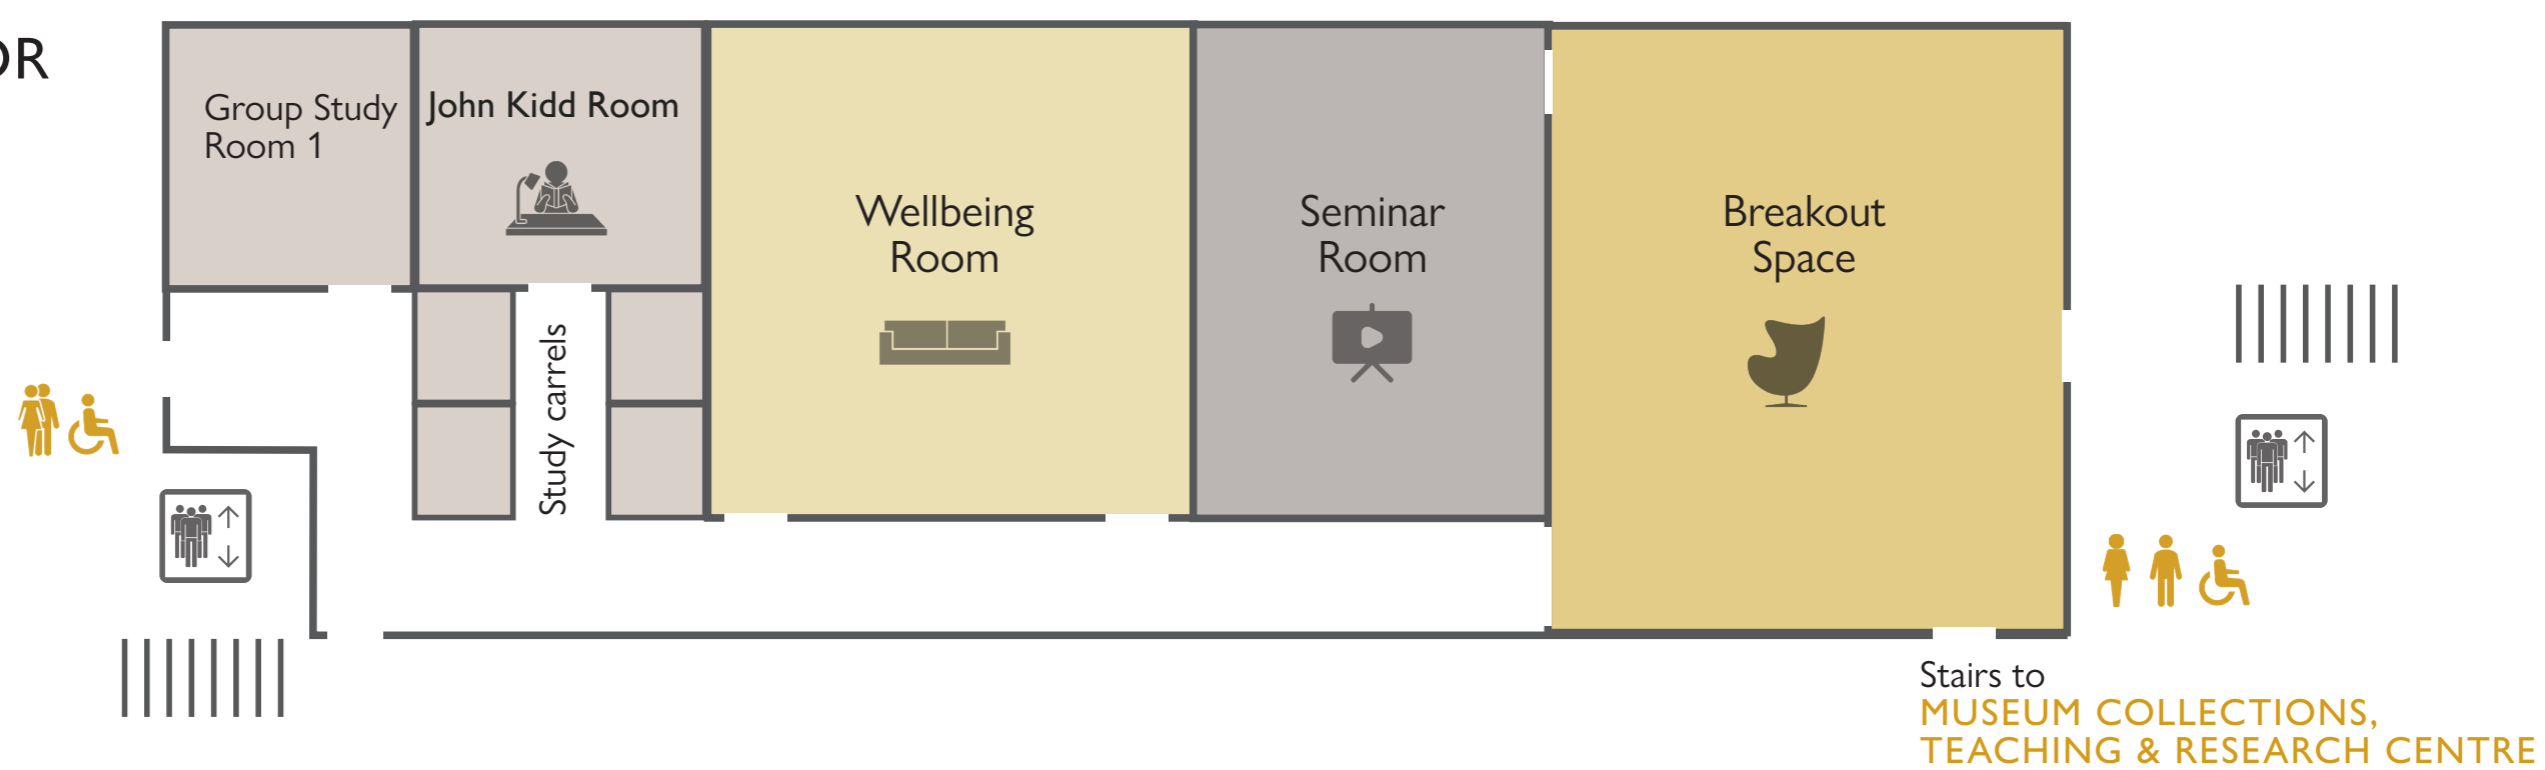 OR
Group Study
Room 1
John Kidd Room
Study carrels
Wellbeing
Room
Seminar
Room
Breakout
Space
Stairs to
MUSEUM COLLECTIONS,
TEACHING & RESEARCH CENTRE